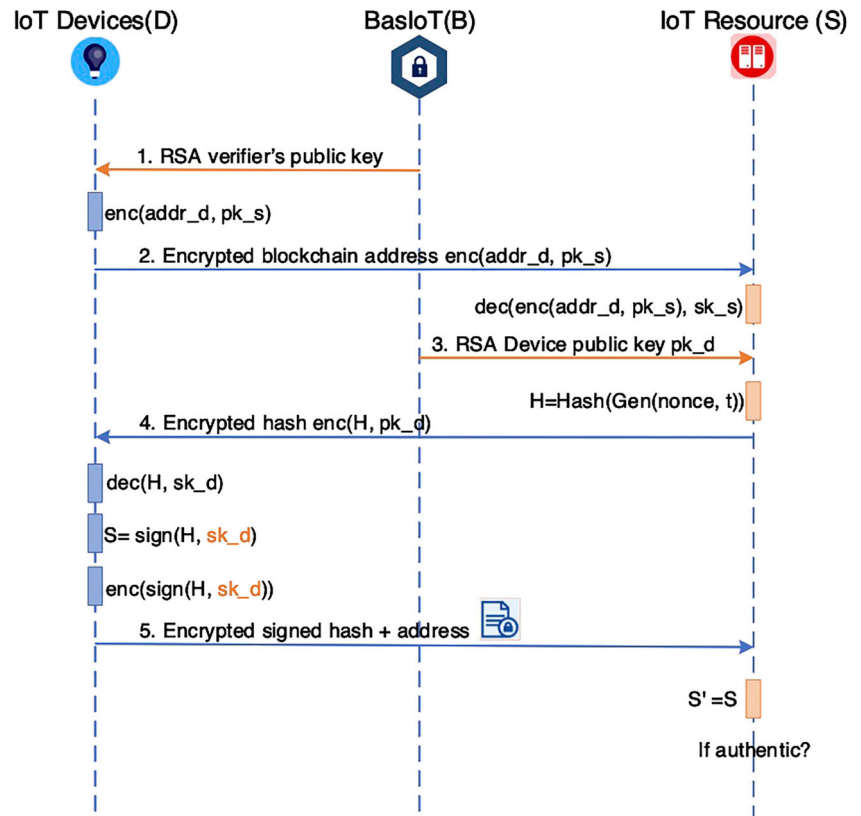 IoT Devices(D)
BasIoT(B)
IoT Resource (S)
1. RSA verifier's public key
enc(addr_d, pk_s)
2. Encrypted blockchain address enc(addr_d, pk_s)
dec(enc(addr_d, pk_s), sk_s)
3. RSA Device public key pk_d
H=Hash(Gen(nonce, t))
4. Encrypted hash enc(H, pk_d)
dec(H, sk_d)
S= sign(H, sk_d)
enc(sign(H, sk_d))
5. Encrypted signed hash + address
S' =S
If authentic?